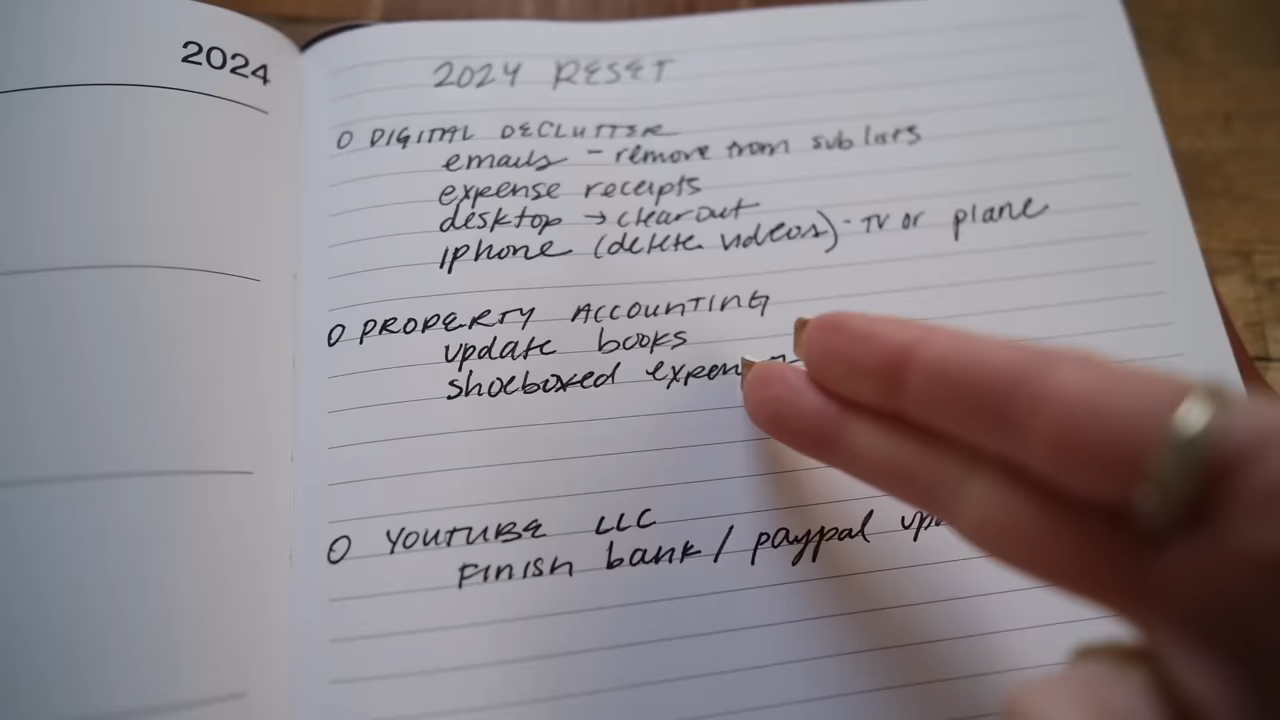 2024
2024 RESET
O DIGITAL DECLUTTER
emails - remove from sub lists
expense receipts
desktop → clear out
iphone (delete videos) - TV or plane
O PROPERTY ACCOUNTING
update books
shoeboxed
O YOUTUBE LLC
Finish bank / paypal